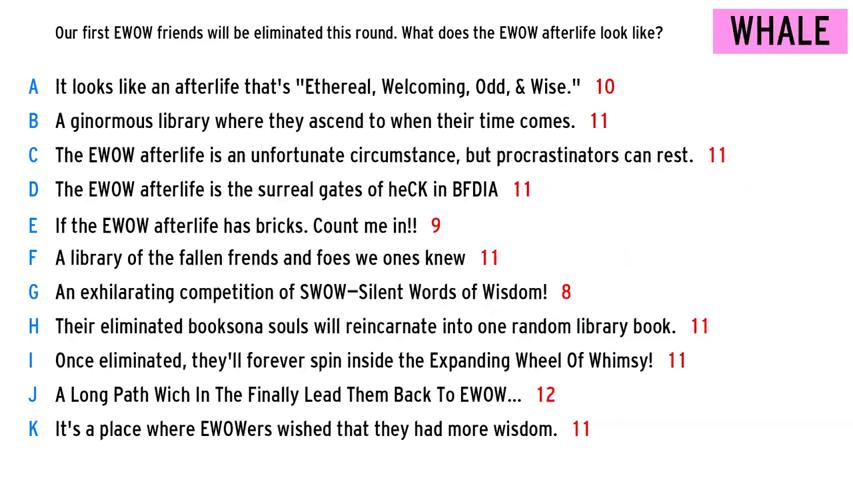 Our first EWOW friends will be eliminated this round. What does the EWOW afterlife look like?
WHALE
A It looks like an afterlife that's "Ethereal, Welcoming, Odd, & Wise." 10
B A ginormous library where they ascend to when their time comes. 11
C The EWOW afterlife is an unfortunate circumstance, but procrastinators can rest. 11
D The EWOW afterlife is the surreal gates of heCK in BFDIA 11
E If the EWOW afterlife has bricks. Count me in!! 9
F A library of the fallen frends and foes we ones knew 11
G An exhilarating competition of SWOW—Silent Words of Wisdom! 8
H Their eliminated booksona souls will reincarnate into one random library book. 11
I Once eliminated, they'll forever spin inside the Expanding Wheel Of Whimsy! 11
J A Long Path Wich In The Finally Lead Them Back To EWOW... 12
K It's a place where EWOWers wished that they had more wisdom. 11